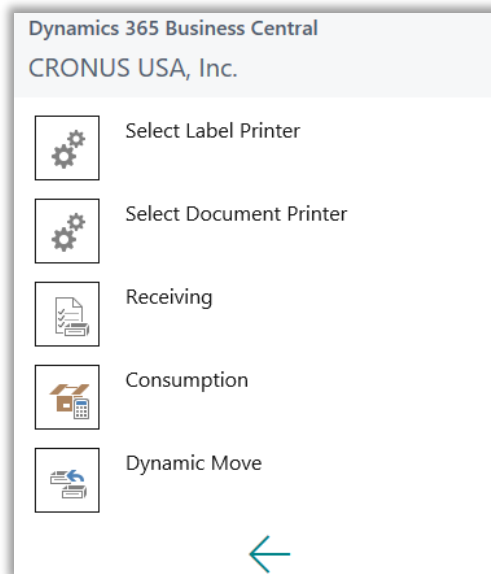 Dynamics 365 Business Central
CRONUS USA, Inc.
Select Label Printer
Select Document Printer
Receiving
Consumption
Dynamic Move